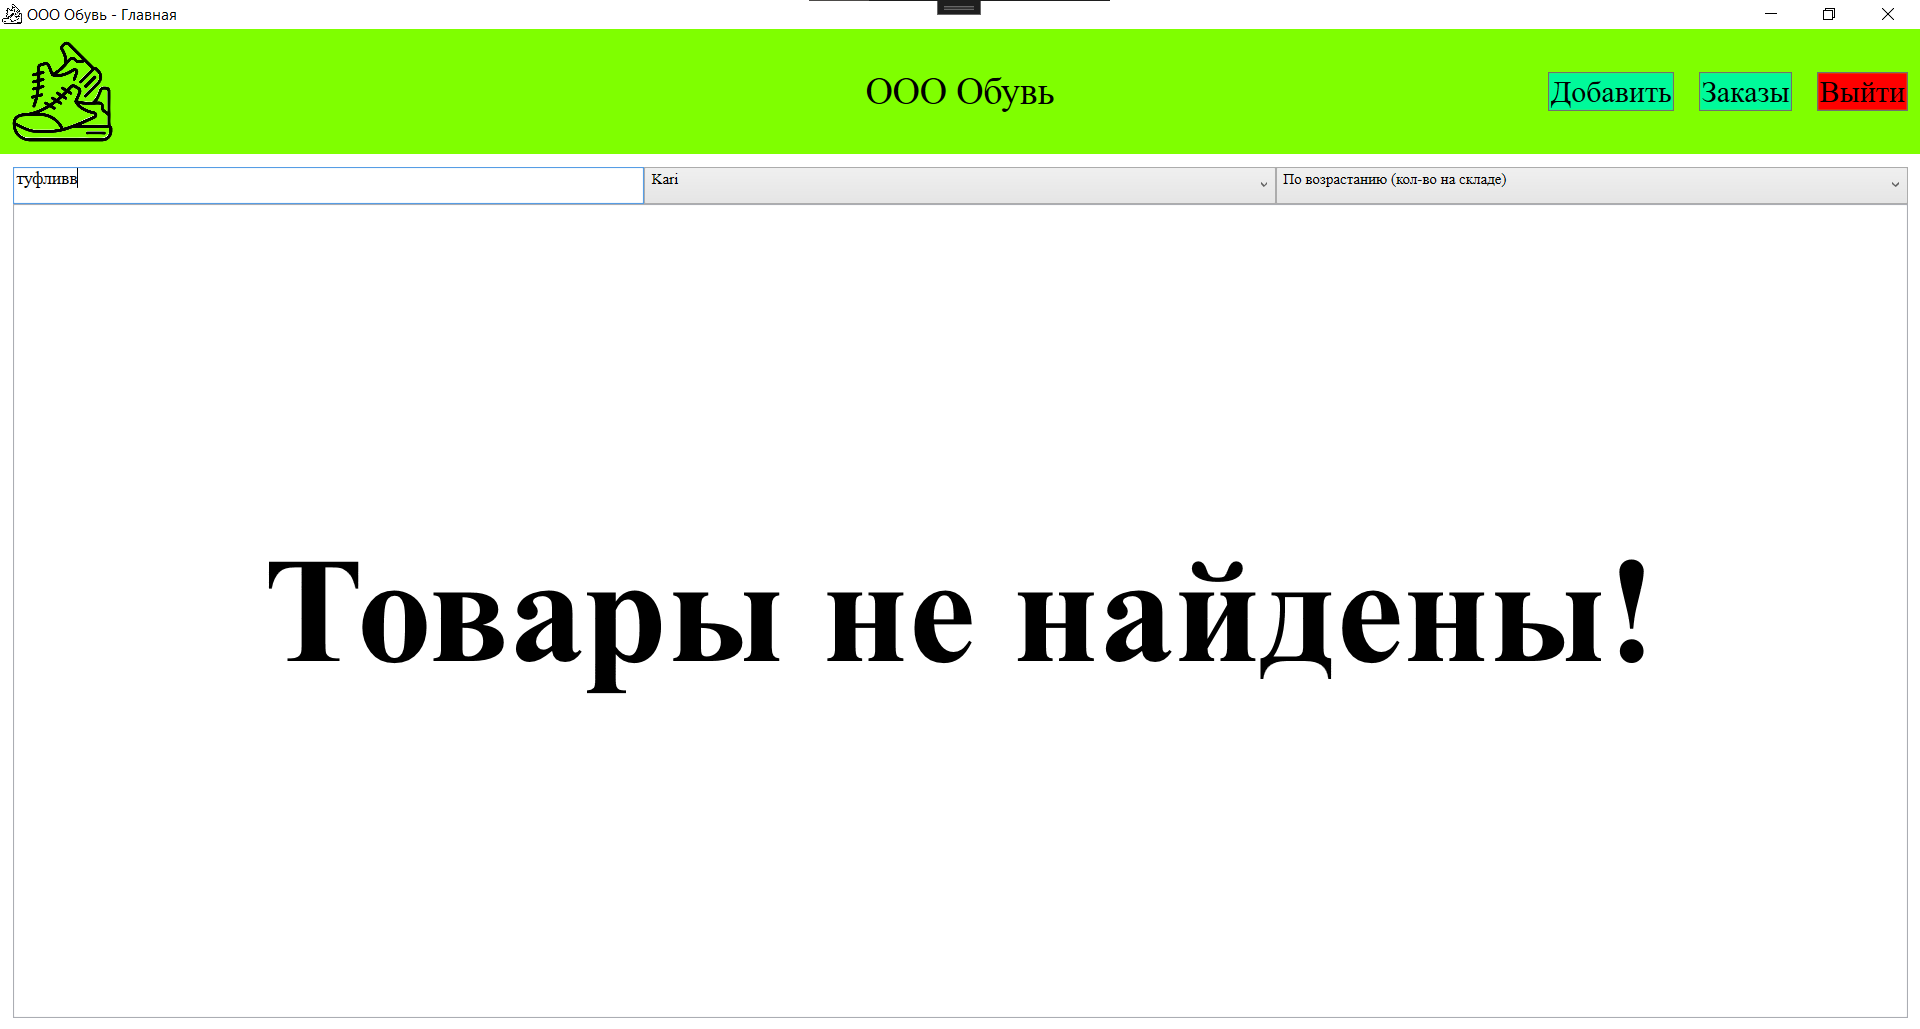 ООО Обувь - Главная
ООО Обувь
Добавить
Заказы
Выйти
туфливв
Kari
По возрастанию (кол-во на складе)
Товары не найдены!